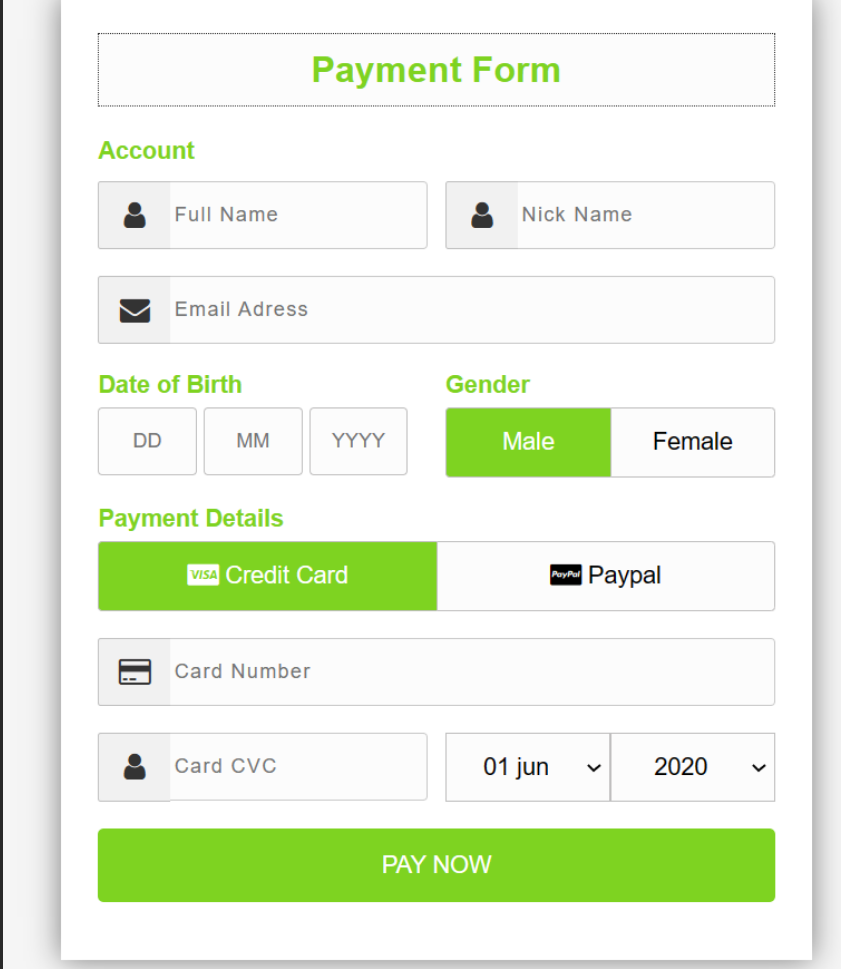 Payment Form
Account
Full Name Nick Name
Email Adress
Date of Birth Gender
DD MM YYYY Male Female
Payment Details
VISA Credit Card PayPal Paypal
Card Number
Card CVC 01 jun 2020
PAY NOW